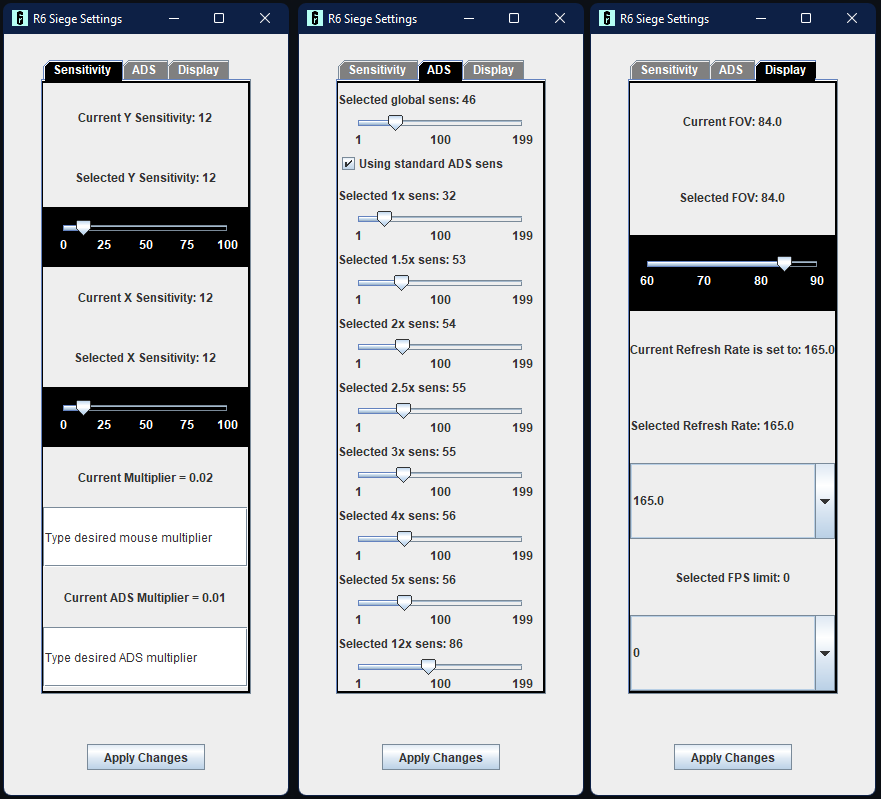 R6 Siege Settings
Sensitivity ADS Display
Current Y Sensitivity: 12
Selected Y Sensitivity: 12
0 25 50 75 100
Current X Sensitivity: 12
Selected X Sensitivity: 12
0 25 50 75 100
Current Multiplier = 0.02
Type desired mouse multiplier
Current ADS Multiplier = 0.01
Type desired ADS multiplier
Apply Changes
R6 Siege Settings
Sensitivity ADS Display
Selected global sens: 46
1 100 199
Using standard ADS sens
Selected 1x sens: 32
1 100 199
Selected 1.5x sens: 53
1 100 199
Selected 2x sens: 54
1 100 199
Selected 2.5x sens: 55
1 100 199
Selected 3x sens: 55
1 100 199
Selected 4x sens: 56
1 100 199
Selected 5x sens: 56
1 100 199
Selected 12x sens: 86
1 100 199
Apply Changes
R6 Siege Settings
Sensitivity ADS Display
Current FOV: 84.0
Selected FOV: 84.0
60 70 80 90
Current Refresh Rate is set to: 165.0
Selected Refresh Rate: 165.0
165.0
Selected FPS limit: 0
0
Apply Changes